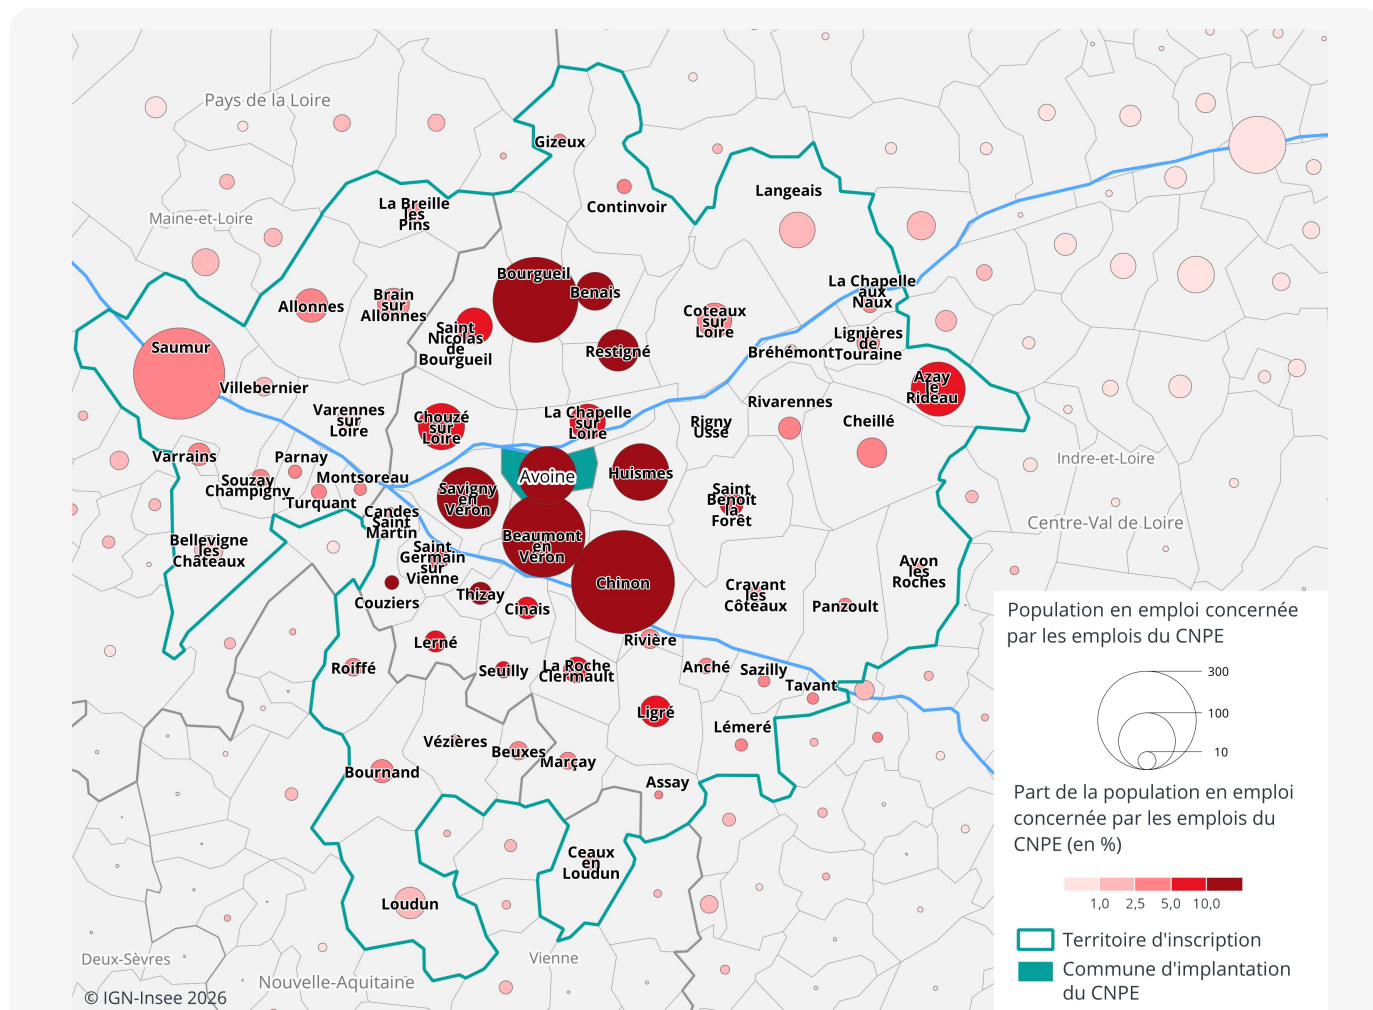 Pays de la Loire
Gizeux
Langeais
La Breille
les
Pins
Continvoir
Maine-et-Loire
Bourgueil
Benais
La Chapelle
aux
Naux
Allonnes
Brain
sur
Allonnes
Coteaux
sur
Loire
Saint
Nicolas
de
Bourgueil
Restigné
Bréhémont
Lignières
de
Touraine
Saumur
Villebernier
Azay
le
Rideau
Varennes
sur
Loire
Chouzé
sur
Loire
La Chapelle
sur
Loire
Rigny
Ussé
Rivarennes
Cheillé
Varrains
Parnay
Souzay
Champigny
Montsoreau
Turquant
Savigny
en
Véron
Avoine
Huismes
Saint
Benoît
la
Forêt
Indre-et-Loire
Centre-Val de Loire
Candes
Saint
Martin
Bellevigne
les
Châteaux
Saint
Germain
sur
Vienne
Beaumont
en
Véron
Chinon
Avon
les
Roches
Couziers
Thizay
Cinais
Cravant
les
Côteaux
Panzoult
Lerné
Rivière
Roiffé
Seuilly
La Roche
Clermault
Anché
Sazilly
Tavant
Ligré
Lémeré
Vézières
Beuxes
Marçay
Bournand
Assay
Ceaux
en
Loudun
Loudun
Deux-Sèvres
Vienne
Nouvelle-Aquitaine
© IGN-Insee 2026
Population en emploi concernée
par les emplois du CNPE
300
100
10
Part de la population en emploi
concernée par les emplois du
CNPE (en %)
1,0 2,5 5,0 10,0
Territoire d'inscription
Commune d'implantation
du CNPE